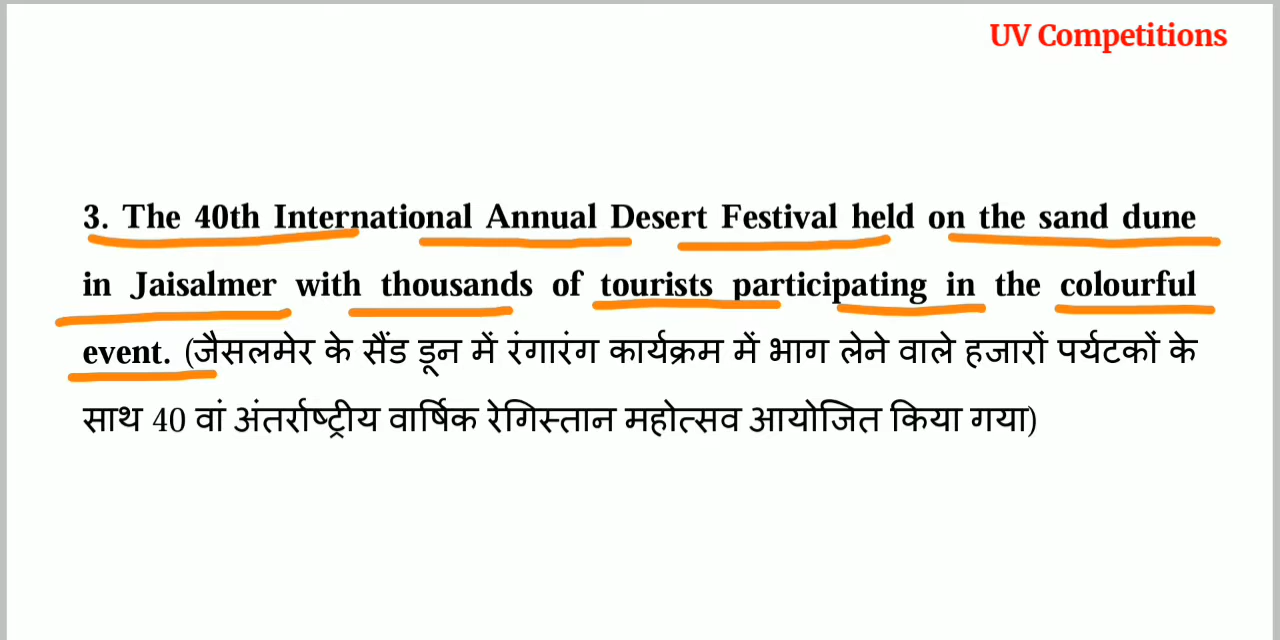 UV Competitions
3. The 40th International Annual Desert Festival held on the sand dune
in Jaisalmer with thousands of tourists participating in the colourful
event. (जैसलमेर के सैंड डून में रंगारंग कार्यक्रम में भाग लेने वाले हजारों पर्यटकों के
साथ 40 वां अंतर्राष्ट्रीय वार्षिक रेगिस्तान महोत्सव आयोजित किया गया)